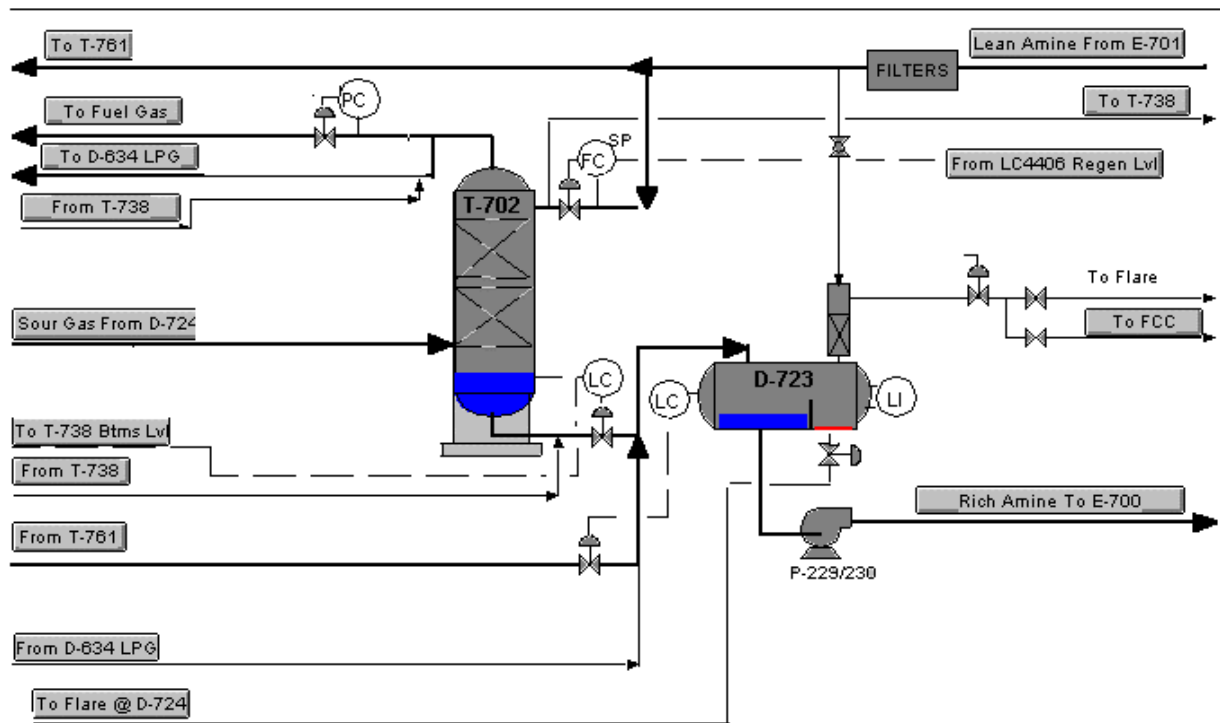 To T-761
Lean Amine From E-701
FILTERS
To Fuel Gas
PC
To T-738
SP
To D-634 LPG
FC
From LC4406 Regen Lvl
From T-738
T-702
To Flare
Sour Gas From D-724
To FCC
LC
D-723
LC
LI
To T-738 Btms Lvl
From T-738
Rich Amine To E-700
From T-761
P-229/230
From D-634 LPG
To Flare @ D-724